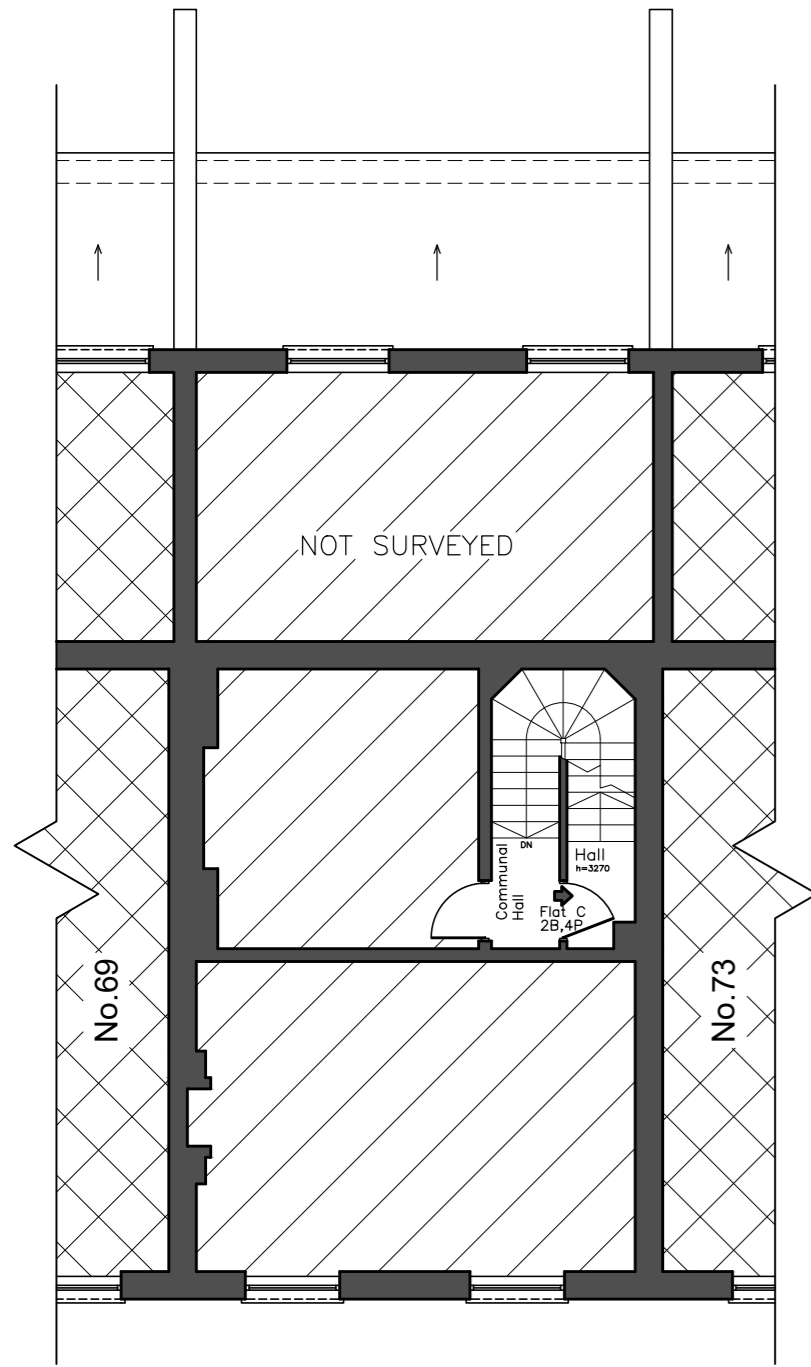 NOT SURVEYED
DN
Communal
Hall
Hall
h=3270
Flat C
2B,4P
No.69
No.73